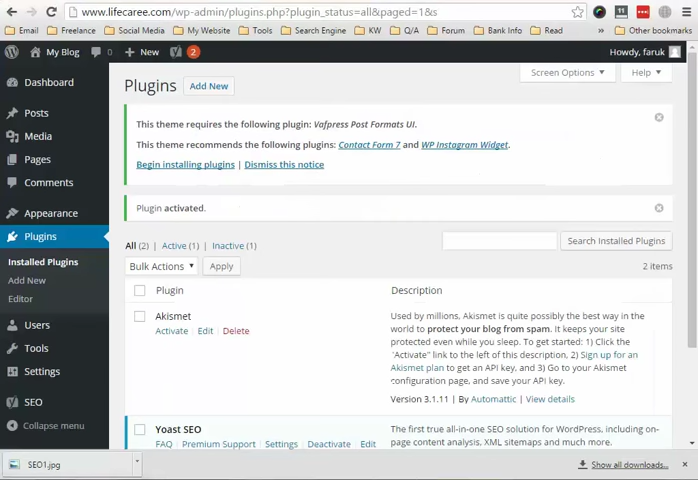 www.lifecaree.com/wp-admin/plugins.php?plugin_status=all&paged=1&s
11
Email Freelance Social Media My Websites Tools Search Engine KW Q/A Forum Bank Info Read » Other bookmarks
My Blog 0 + New 2 Howdy, faruk
Dashboard
Posts
Media
Pages
Comments
Appearance
Plugins
Installed Plugins
Add New
Editor
Users
Tools
Settings
SEO
Collapse menu
Screen Options ▼ Help ▼
Plugins Add New
This theme requires the following plugin: Vafpress Post Formats UI.
This theme recommends the following plugins: Contact Form 7 and WP Instagram Widget.
Begin installing plugins | Dismiss this notice
Plugin activated.
All (2) | Active (1) | Inactive (1)
Search Installed Plugins
Bulk Actions ▼ Apply 2 items
Plugin Description
Akismet
Activate | Edit | Delete
Used by millions, Akismet is quite possibly the best way in the
world to protect your blog from spam. It keeps your site
protected even while you sleep. To get started: 1) Click the
"Activate" link to the left of this description, 2) Sign up for an
Akismet plan to get an API key, and 3) Go to your Akismet
configuration page, and save your API key.
Version 3.1.11 | By Automattic | View details
Yoast SEO
FAQ | Premium Support | Settings | Deactivate | Edit
The first true all-in-one SEO solution for WordPress, including on-
page content analysis, XML sitemaps and much more.
SEO1.jpg
Show all downloads...